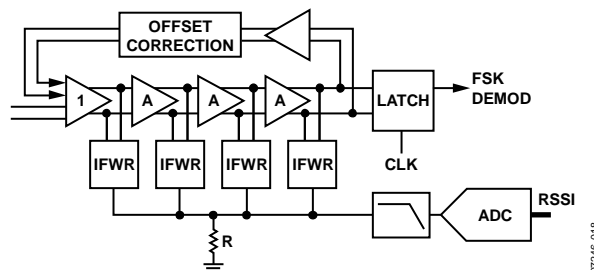 OFFSET
CORRECTION
1
A
A
A
LATCH
FSK
DEMOD
CLK
IFWR
IFWR
IFWR
IFWR
R
ADC
RSSI